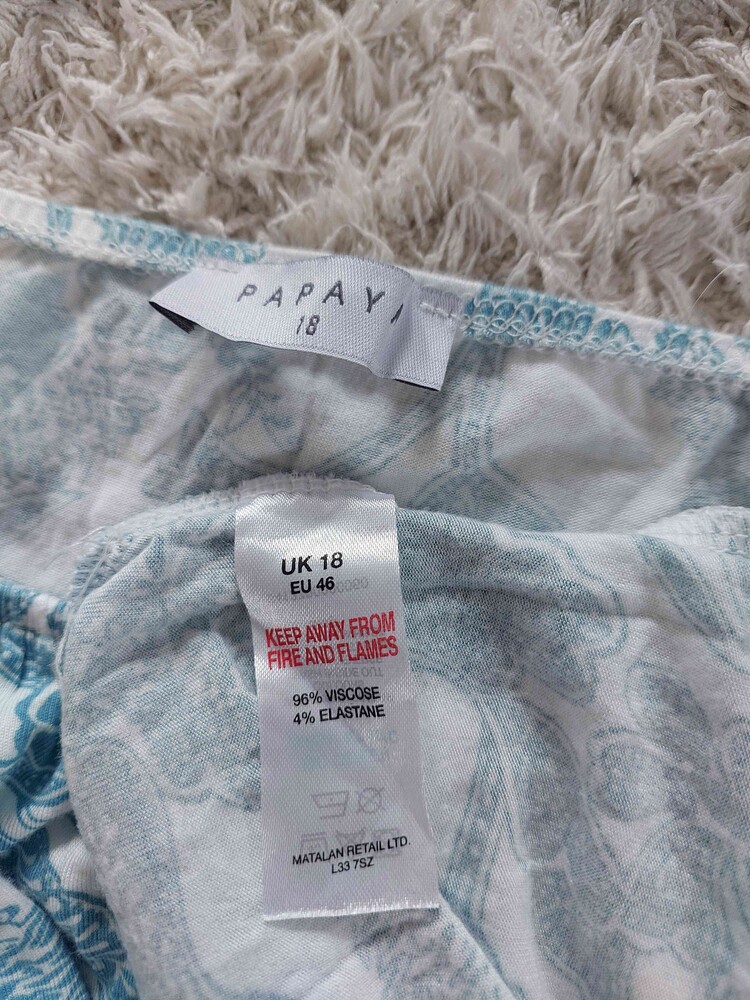 PAPAYA
18
UK 18
EU 46
KEEP AWAY FROM
FIRE AND FLAMES
96% VISCOSE
4% ELASTANE
MATALAN RETAIL LTD.
L33 7SZ